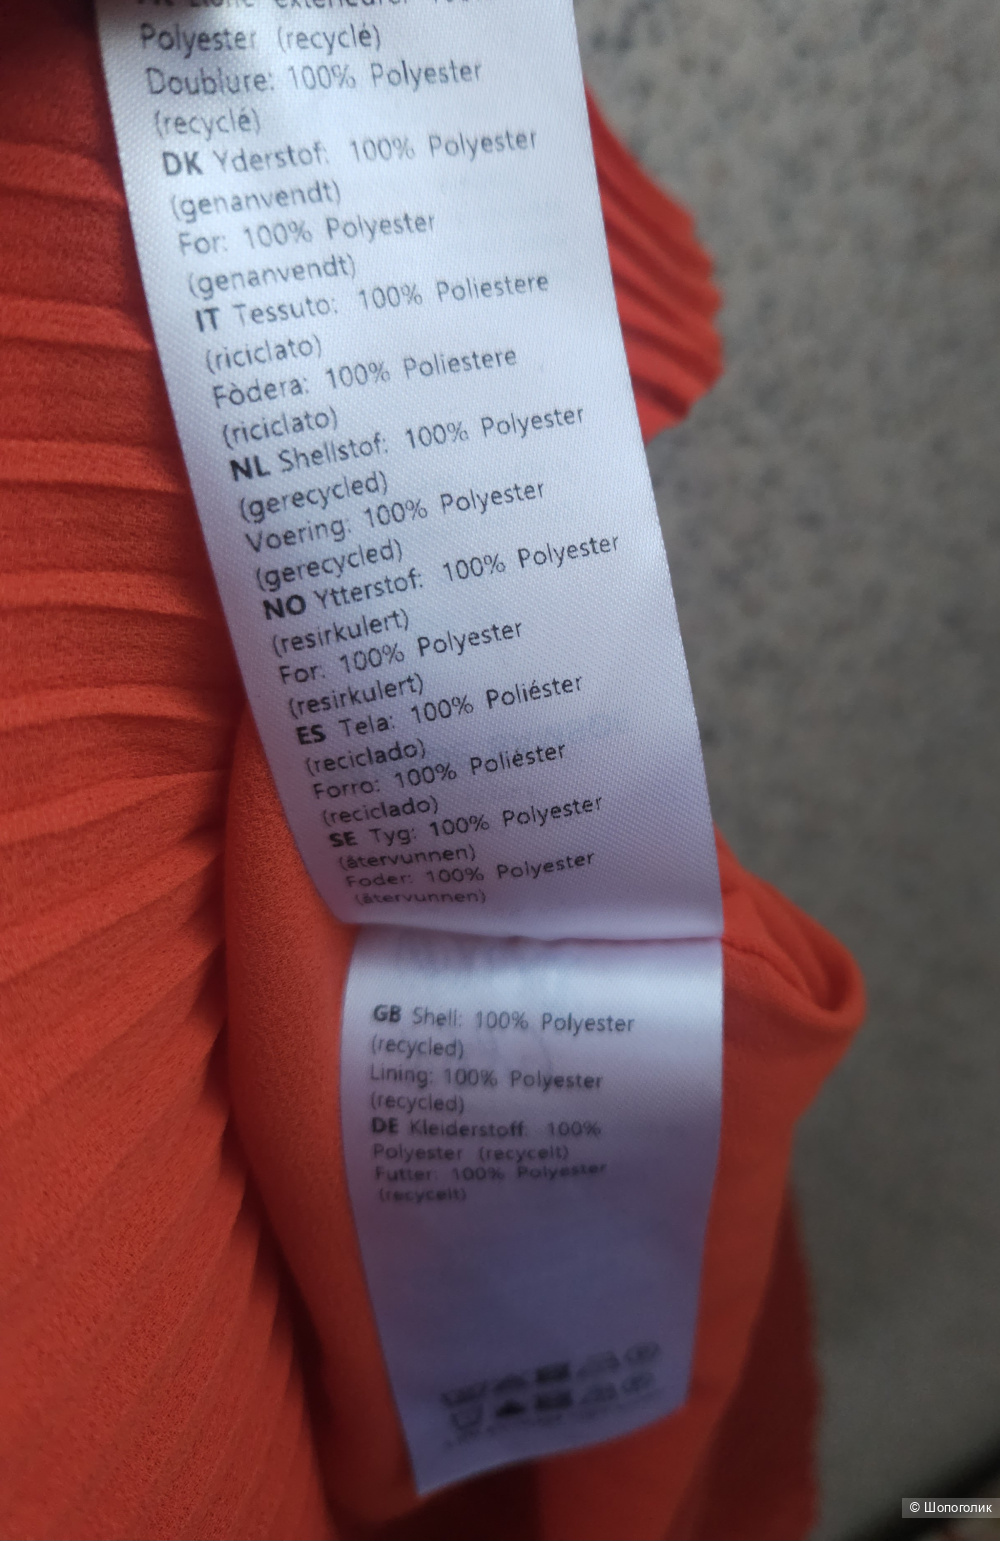 Polyester (recyclé)
Doublure: 100% Polyester
(recyclé)
DK Yderstof: 100% Polyester
(genanvendt)
For: 100% Polyester
(genanvendt)
IT Tessuto: 100% Poliestere
(riciclato)
Fòdera: 100% Poliestere
(riciclato)
NL Shellstof: 100% Polyester
(gerecycled)
Voering: 100% Polyester
(gerecycled)
NO Ytterstof: 100% Polyester
(resirkulert)
For: 100% Polyester
(resirkulert)
ES Tela: 100% Poliéster
(reciclado)
Forro: 100% Poliéster
(reciclado)
SE Tyg: 100% Polyester
(återvunnen)
Foder: 100% Polyester
(återvunnen)
GB Shell: 100% Polyester
(recycled)
Lining: 100% Polyester
(recycled)
DE Kleiderstoff: 100%
Polyester (recycelt)
Futter: 100% Polyester
(recycelt)
© Шопоголик